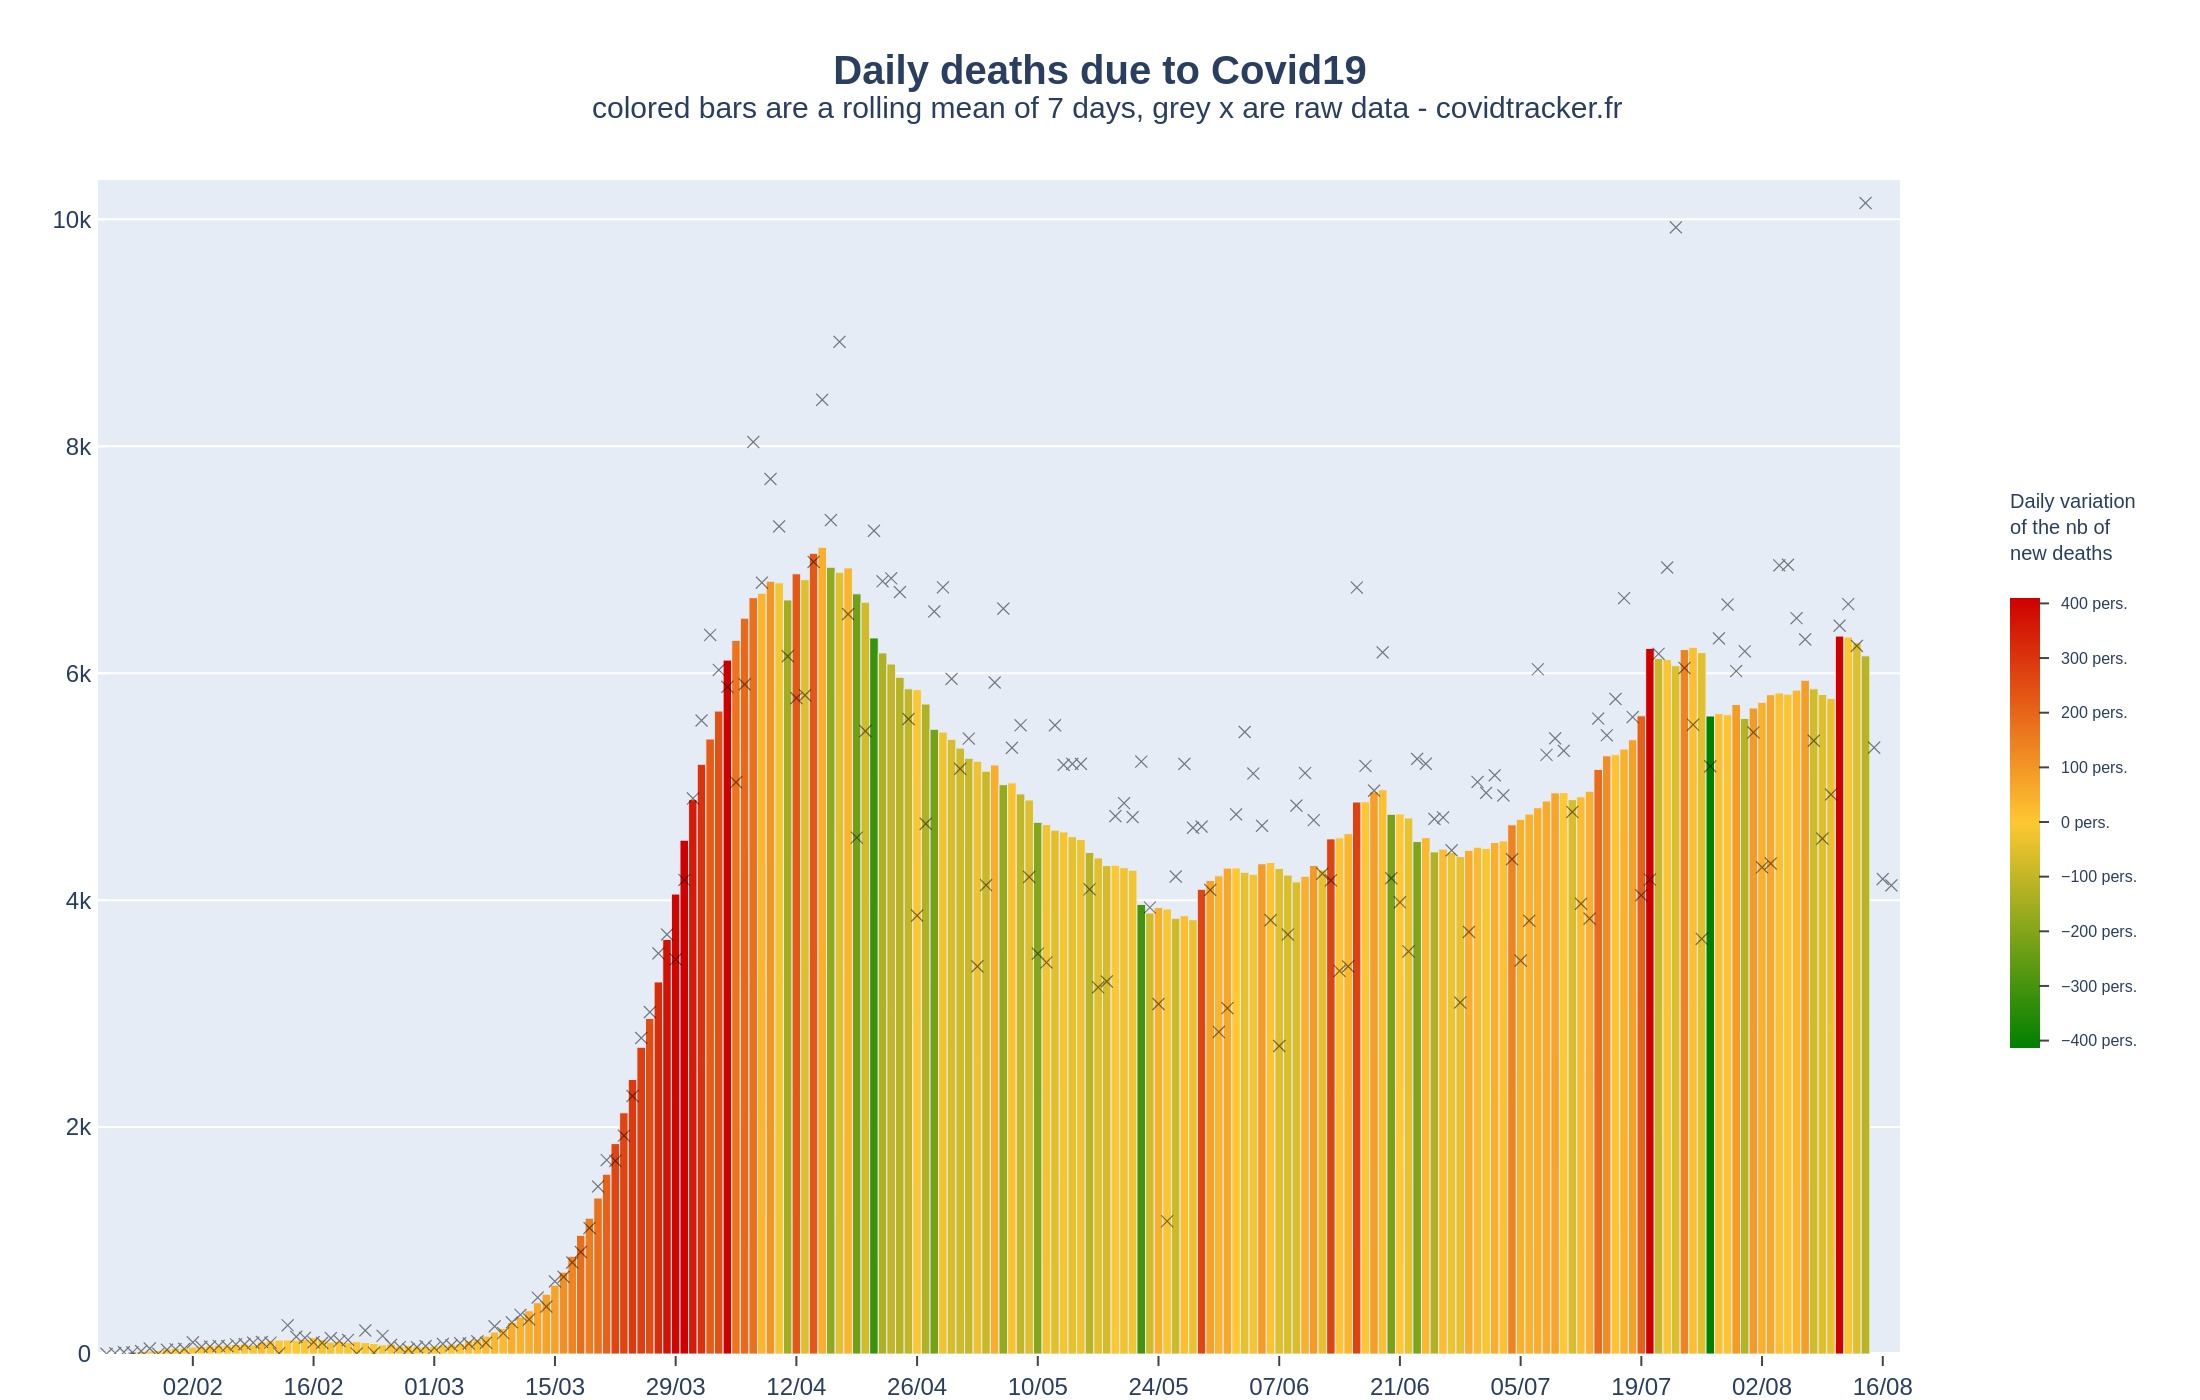 Daily deaths due to Covid19
colored bars are a rolling mean of 7 days, grey x are raw data - covidtracker.fr
10k
8k
6k
4k
2k
0
02/02 16/02 01/03 15/03 29/03 12/04 26/04 10/05 24/05 07/06 21/06 05/07 19/07 02/08 16/08
Daily variation
of the nb of
new deaths
400 pers.
300 pers.
200 pers.
100 pers.
0 pers.
−100 pers.
−200 pers.
−300 pers.
−400 pers.